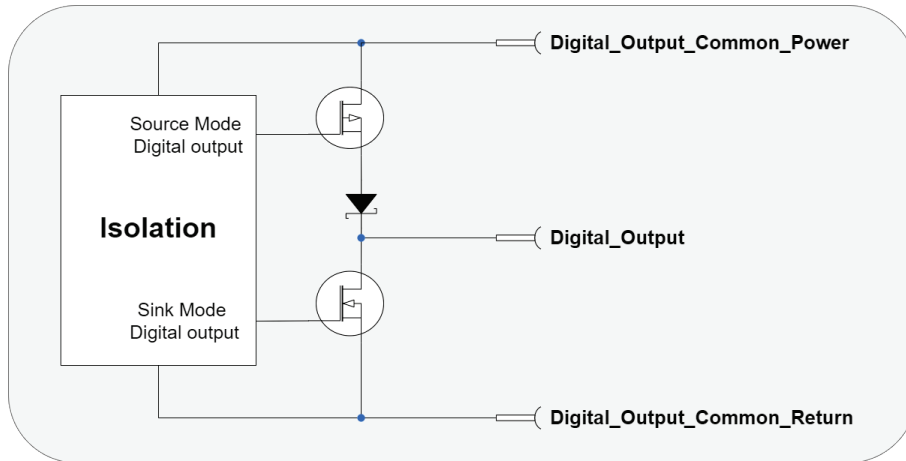 Digital_Output_Common_Power
Source Mode
Digital output
Isolation
Digital_Output
Sink Mode
Digital output
Digital_Output_Common_Return